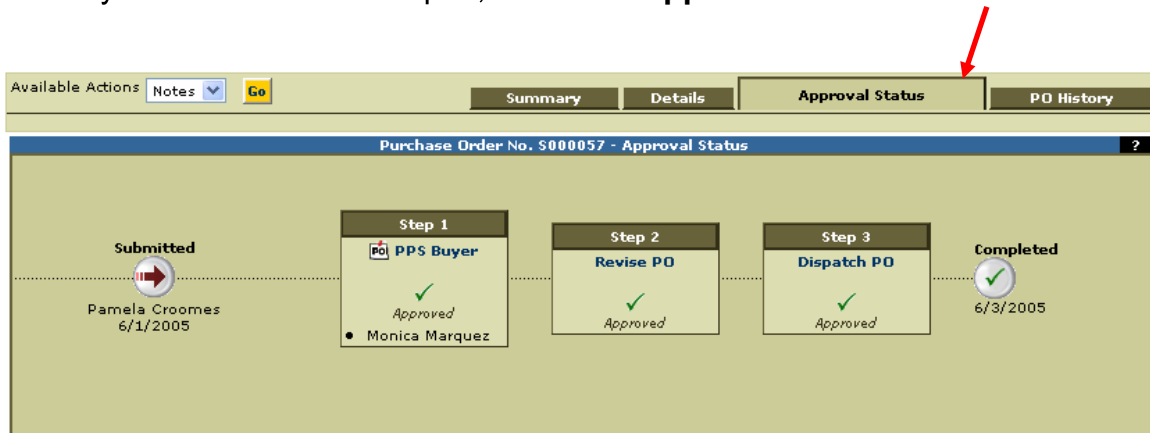 Available Actions Notes Go
Summary Details Approval Status PO History
Purchase Order No. S000057 - Approval Status ?
Submitted
Pamela Croomes
6/1/2005
Step 1
PO PPS Buyer
Approved
• Monica Marquez
Step 2
Revise PO
Approved
Step 3
Dispatch PO
Approved
Completed
6/3/2005